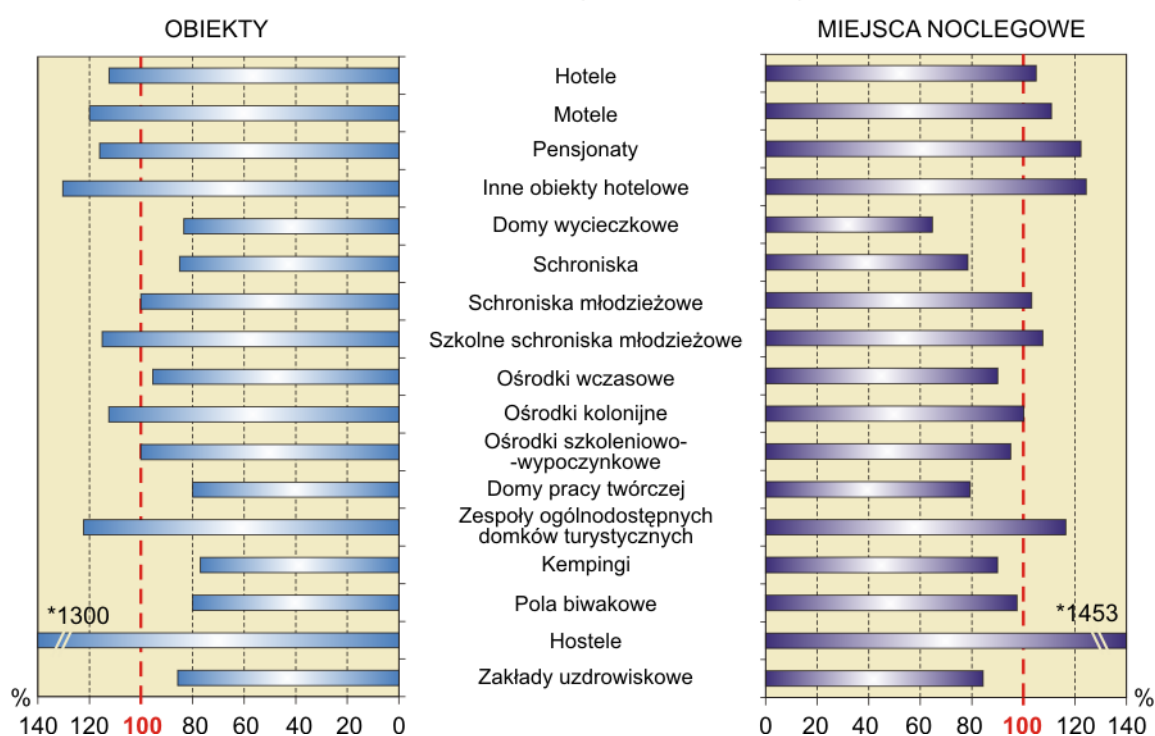 OBIEKTY
MIEJSCA NOCLEGOWE
Hotele
Motele
Pensjonaty
Inne obiekty hotelowe
Domy wycieczkowe
Schroniska
Schroniska młodzieżowe
Szkolne schroniska młodzieżowe
Ośrodki wczasowe
Ośrodki kolonijne
Ośrodki szkoleniowo-
-wypoczynkowe
Domy pracy twórczej
Zespoły ogólnodostępnych
domków turystycznych
Kempingi
Pola biwakowe
*1300
*1453
Hostele
Zakłady uzdrowiskowe
% %
140 120 100 80 60 40 20 0
0 20 40 60 80 100 120 140